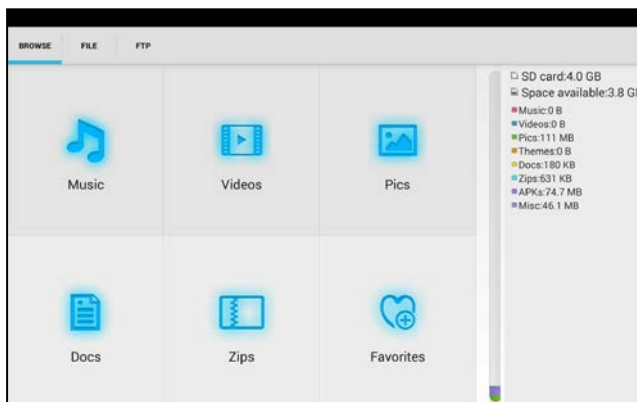 BROWSE FILE FTP
Music Videos Pics
Docs Zips Favorites
SD card:4.0 GB
Space available:3.8 G
Music:0 B
Videos:0 B
Pics:111 MB
Themes:0 B
Docs:180 KB
Zips:631 KB
APKs:74.7 MB
Misc:46.1 MB